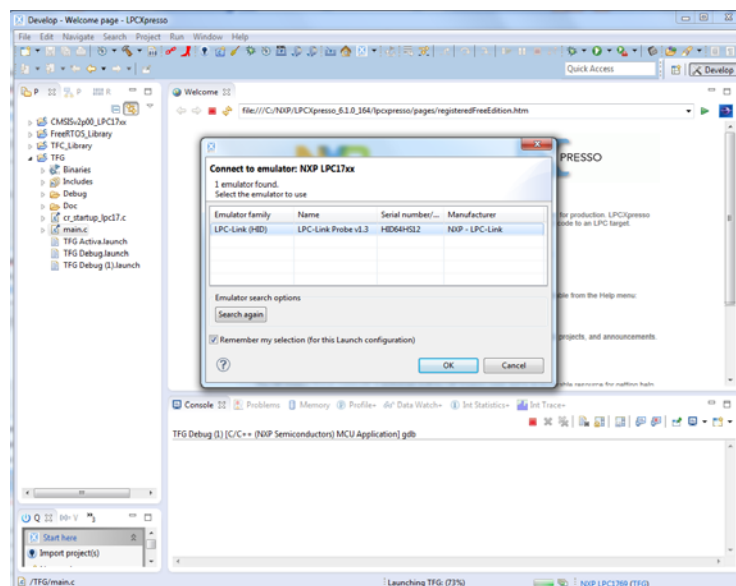 Develop - Welcome page - LPCXpresso
File Edit Navigate Search Project Run Window Help
Quick Access
Develop
Welcome
file:///C:/NXP/LPCXpresso_6.1.0_164/lpcxpresso/pages/registeredFreeEdition.htm
CMSISv2p00_LPC17xx
FreeRTOS_Library
TFC_Library
TFG
Binaries
Includes
Debug
Doc
cr_startup_lpc17.c
main.c
TFG Activa.launch
TFG Debug.launch
TFG Debug (1).launch
PRESSO
for production. LPCXpresso
code to an LPC target.
ble from the Help menu:
projects, and announcements.
Connect to emulator: NXP LPC17xx
1 emulator found.
Select the emulator to use
Emulator family Name Serial number/... Manufacturer
LPC-Link (HID) LPC-Link Probe v1.3 HID64HS12 NXP - LPC-Link
Emulator search options
Search again
Remember my selection (for this Launch configuration)
OK Cancel
Console Problems Memory Profile+ Data Watch+ Int Statistics+ Int Trace+
TFG Debug (1) [C/C++ (NXP Semiconductors) MCU Application] gdb
Start here
Import project(s)
/TFG/main.c
Launching TFG: (73%)
NXP LPC1769 (TFG)